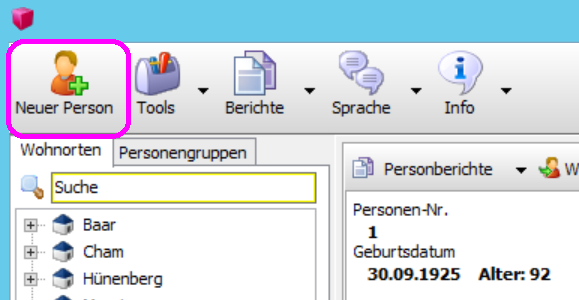 Neuer Person Tools Berichte Sprache Info
Wohnorten Personengruppen
Suche
Baar
Cham
Hünenberg
Personberichte W
Personen-Nr.
1
Geburtsdatum
30.09.1925 Alter: 92